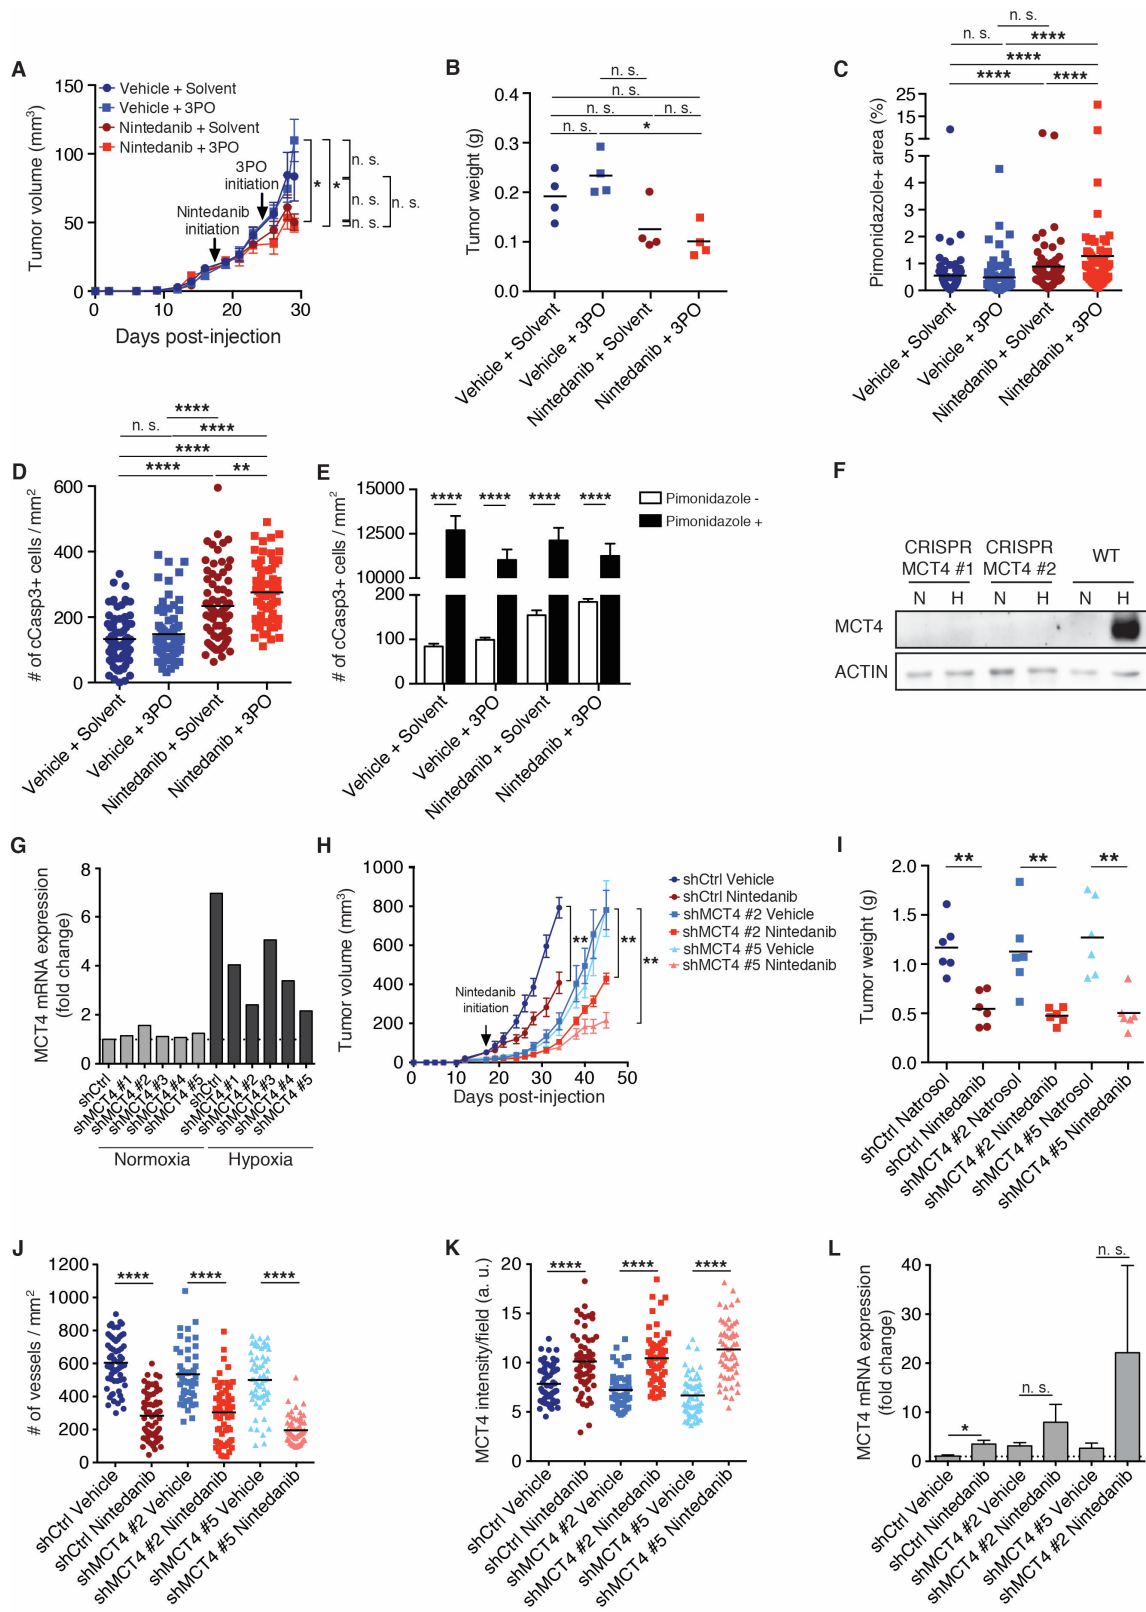 A
Tumor volume (mm3)
150
100
50
0
0
10
20
30
Days post-injection
Vehicle + Solvent
Vehicle + 3PO
Nintedanib + Solvent
Nintedanib + 3PO
3PO
initiation
Nintedanib
initiation
*
*
n. s.
n. s.
n. s.
n. s.
B
Tumor weight (g)
0.4
0.3
0.2
0.1
0.0
n. s.
n. s.
n. s.
n. s.
n. s.
*
Vehicle + Solvent
Vehicle + 3PO
Nintedanib + Solvent
Nintedanib + 3PO
C
Pimonidazole+ area (%)
25
15
5
5
4
3
2
1
0
n. s.
n. s.
****
****
****
****
Vehicle + Solvent
Vehicle + 3PO
Nintedanib + Solvent
Nintedanib + 3PO
D
# of cCasp3+ cells / mm2
600
400
200
0
****
n. s.
****
****
****
**
Vehicle + Solvent
Vehicle + 3PO
Nintedanib + Solvent
Nintedanib + 3PO
E
# of cCasp3+ cells / mm2
15000
12500
10000
200
100
0
****
****
****
****
Pimonidazole -
Pimonidazole +
Vehicle + Solvent
Vehicle + 3PO
Nintedanib + Solvent
Nintedanib + 3PO
F
CRISPR
MCT4 #1
CRISPR
MCT4 #2
WT
N
H
N
H
N
H
MCT4
ACTIN
G
MCT4 mRNA expression
(fold change)
8
6
4
2
0
shCtrl
shMCT4 #1
shMCT4 #2
shMCT4 #3
shMCT4 #4
shMCT4 #5
shCtrl
shMCT4 #1
shMCT4 #2
shMCT4 #3
shMCT4 #4
shMCT4 #5
Normoxia
Hypoxia
H
Tumor volume (mm3)
1000
800
600
400
200
0
0
10
20
30
40
50
Days post-injection
Nintedanib
initiation
**
**
**
shCtrl Vehicle
shCtrl Nintedanib
shMCT4 #2 Vehicle
shMCT4 #2 Nintedanib
shMCT4 #5 Vehicle
shMCT4 #5 Nintedanib
I
Tumor weight (g)
2.0
1.5
1.0
0.5
0.0
**
**
**
shCtrl Natrosol
shCtrl Nintedanib
shMCT4 #2 Natrosol
shMCT4 #2 Nintedanib
shMCT4 #5 Natrosol
shMCT4 #5 Nintedanib
J
# of vessels / mm2
1200
1000
800
600
400
200
0
****
****
****
shCtrl Vehicle
shCtrl Nintedanib
shMCT4 #2 Vehicle
shMCT4 #2 Nintedanib
shMCT4 #5 Vehicle
shMCT4 #5 Nintedanib
K
MCT4 intensity/field (a. u.)
20
15
10
5
0
****
****
****
shCtrl Vehicle
shCtrl Nintedanib
shMCT4 #2 Vehicle
shMCT4 #2 Nintedanib
shMCT4 #5 Vehicle
shMCT4 #5 Nintedanib
L
MCT4 mRNA expression
(fold change)
40
30
20
10
0
*
n. s.
n. s.
shCtrl Vehicle
shCtrl Nintedanib
shMCT4 #2 Vehicle
shMCT4 #2 Nintedanib
shMCT4 #5 Vehicle
shMCT4 #2 Nintedanib